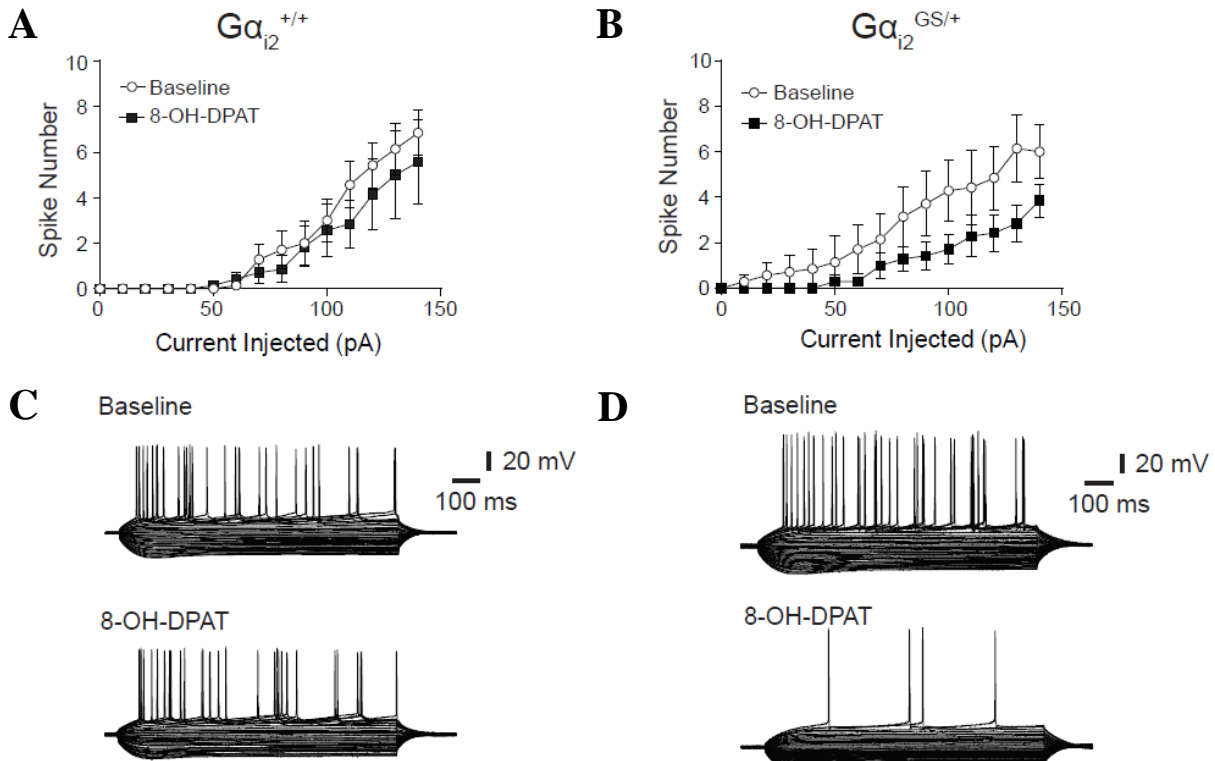 A
Gαi2+/+
10
8
6
4
2
0
Spike Number
Baseline
8-OH-DPAT
0 50 100 150
Current Injected (pA)
B
Gαi2GS/+
10
8
6
4
2
0
Spike Number
Baseline
8-OH-DPAT
0 50 100 150
Current Injected (pA)
C
Baseline
20 mV
100 ms
8-OH-DPAT
D
Baseline
20 mV
100 ms
8-OH-DPAT